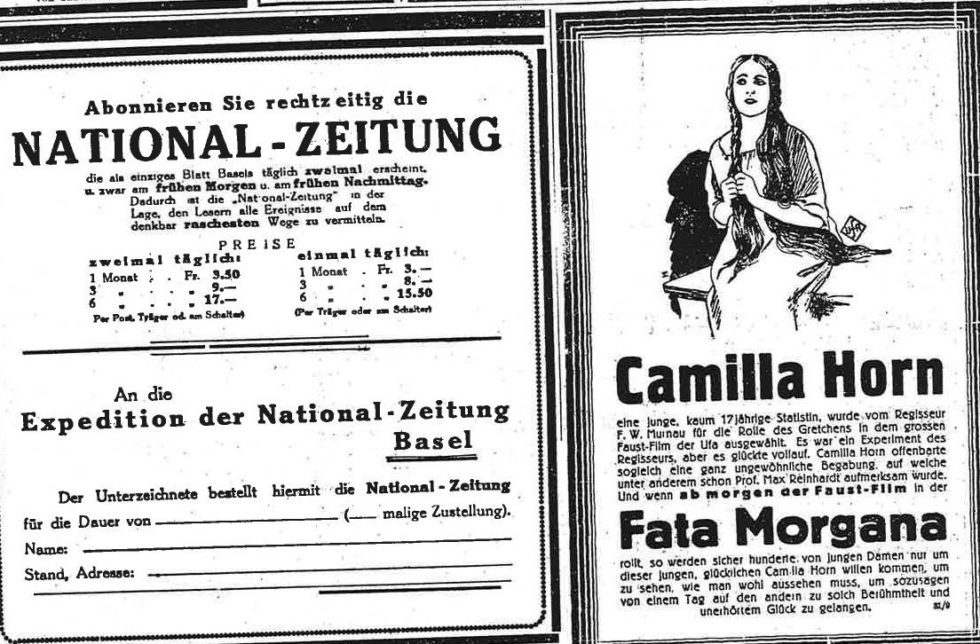 Abonnieren Sie rechtzeitig die
NATIONAL-ZEITUNG
die als einziges Blatt Basels täglich zweimal erscheint,
u. zwar am frühen Morgen u. am frühen Nachmittag.
Dadurch ist die „National-Zeitung" in der
Lage, den Lesern alle Ereignisse auf dem
denkbar raschesten Wege zu vermitteln.
PREISE
zweimal täglich:
1 Monat . . Fr. 3.50
3 „ . . „ 9.—
6 „ . . „ 17.—
(Per Post, Träger od. am Schalter)
einmal täglich:
1 Monat . Fr. 3.—
3 „ . „ 8.—
6 „ . „ 15.50
(Per Träger oder am Schalter)
An die
Expedition der National-Zeitung
Basel
Der Unterzeichnete bestellt hiermit die National-Zeitung
für die Dauer von ( malige Zustellung).
Name:
Stand, Adresse:
Ufa
Camilla Horn
eine junge, kaum 17jährige Statistin, wurde vom Regisseur
F. W. Murnau für die Rolle des Gretchens in dem grossen
Faust-Film der Ufa ausgewählt. Es war ein Experiment des
Regisseurs, aber es glückte vollauf. Camilla Horn offenbarte
sogleich eine ganz ungewöhnliche Begabung, auf welche
unter anderem schon Prof. Max Reinhardt aufmerksam wurde.
Und wenn ab morgen der Faust-Film in der
Fata Morgana
rollt, so werden sicher hunderte von jungen Damen nur um
dieser jungen, glücklichen Camilla Horn willen kommen, um
zu sehen, wie man wohl aussehen muss, um sozusagen
von einem Tag auf den andern zu solch Berühmtheit und
unerhörtem Glück zu gelangen.